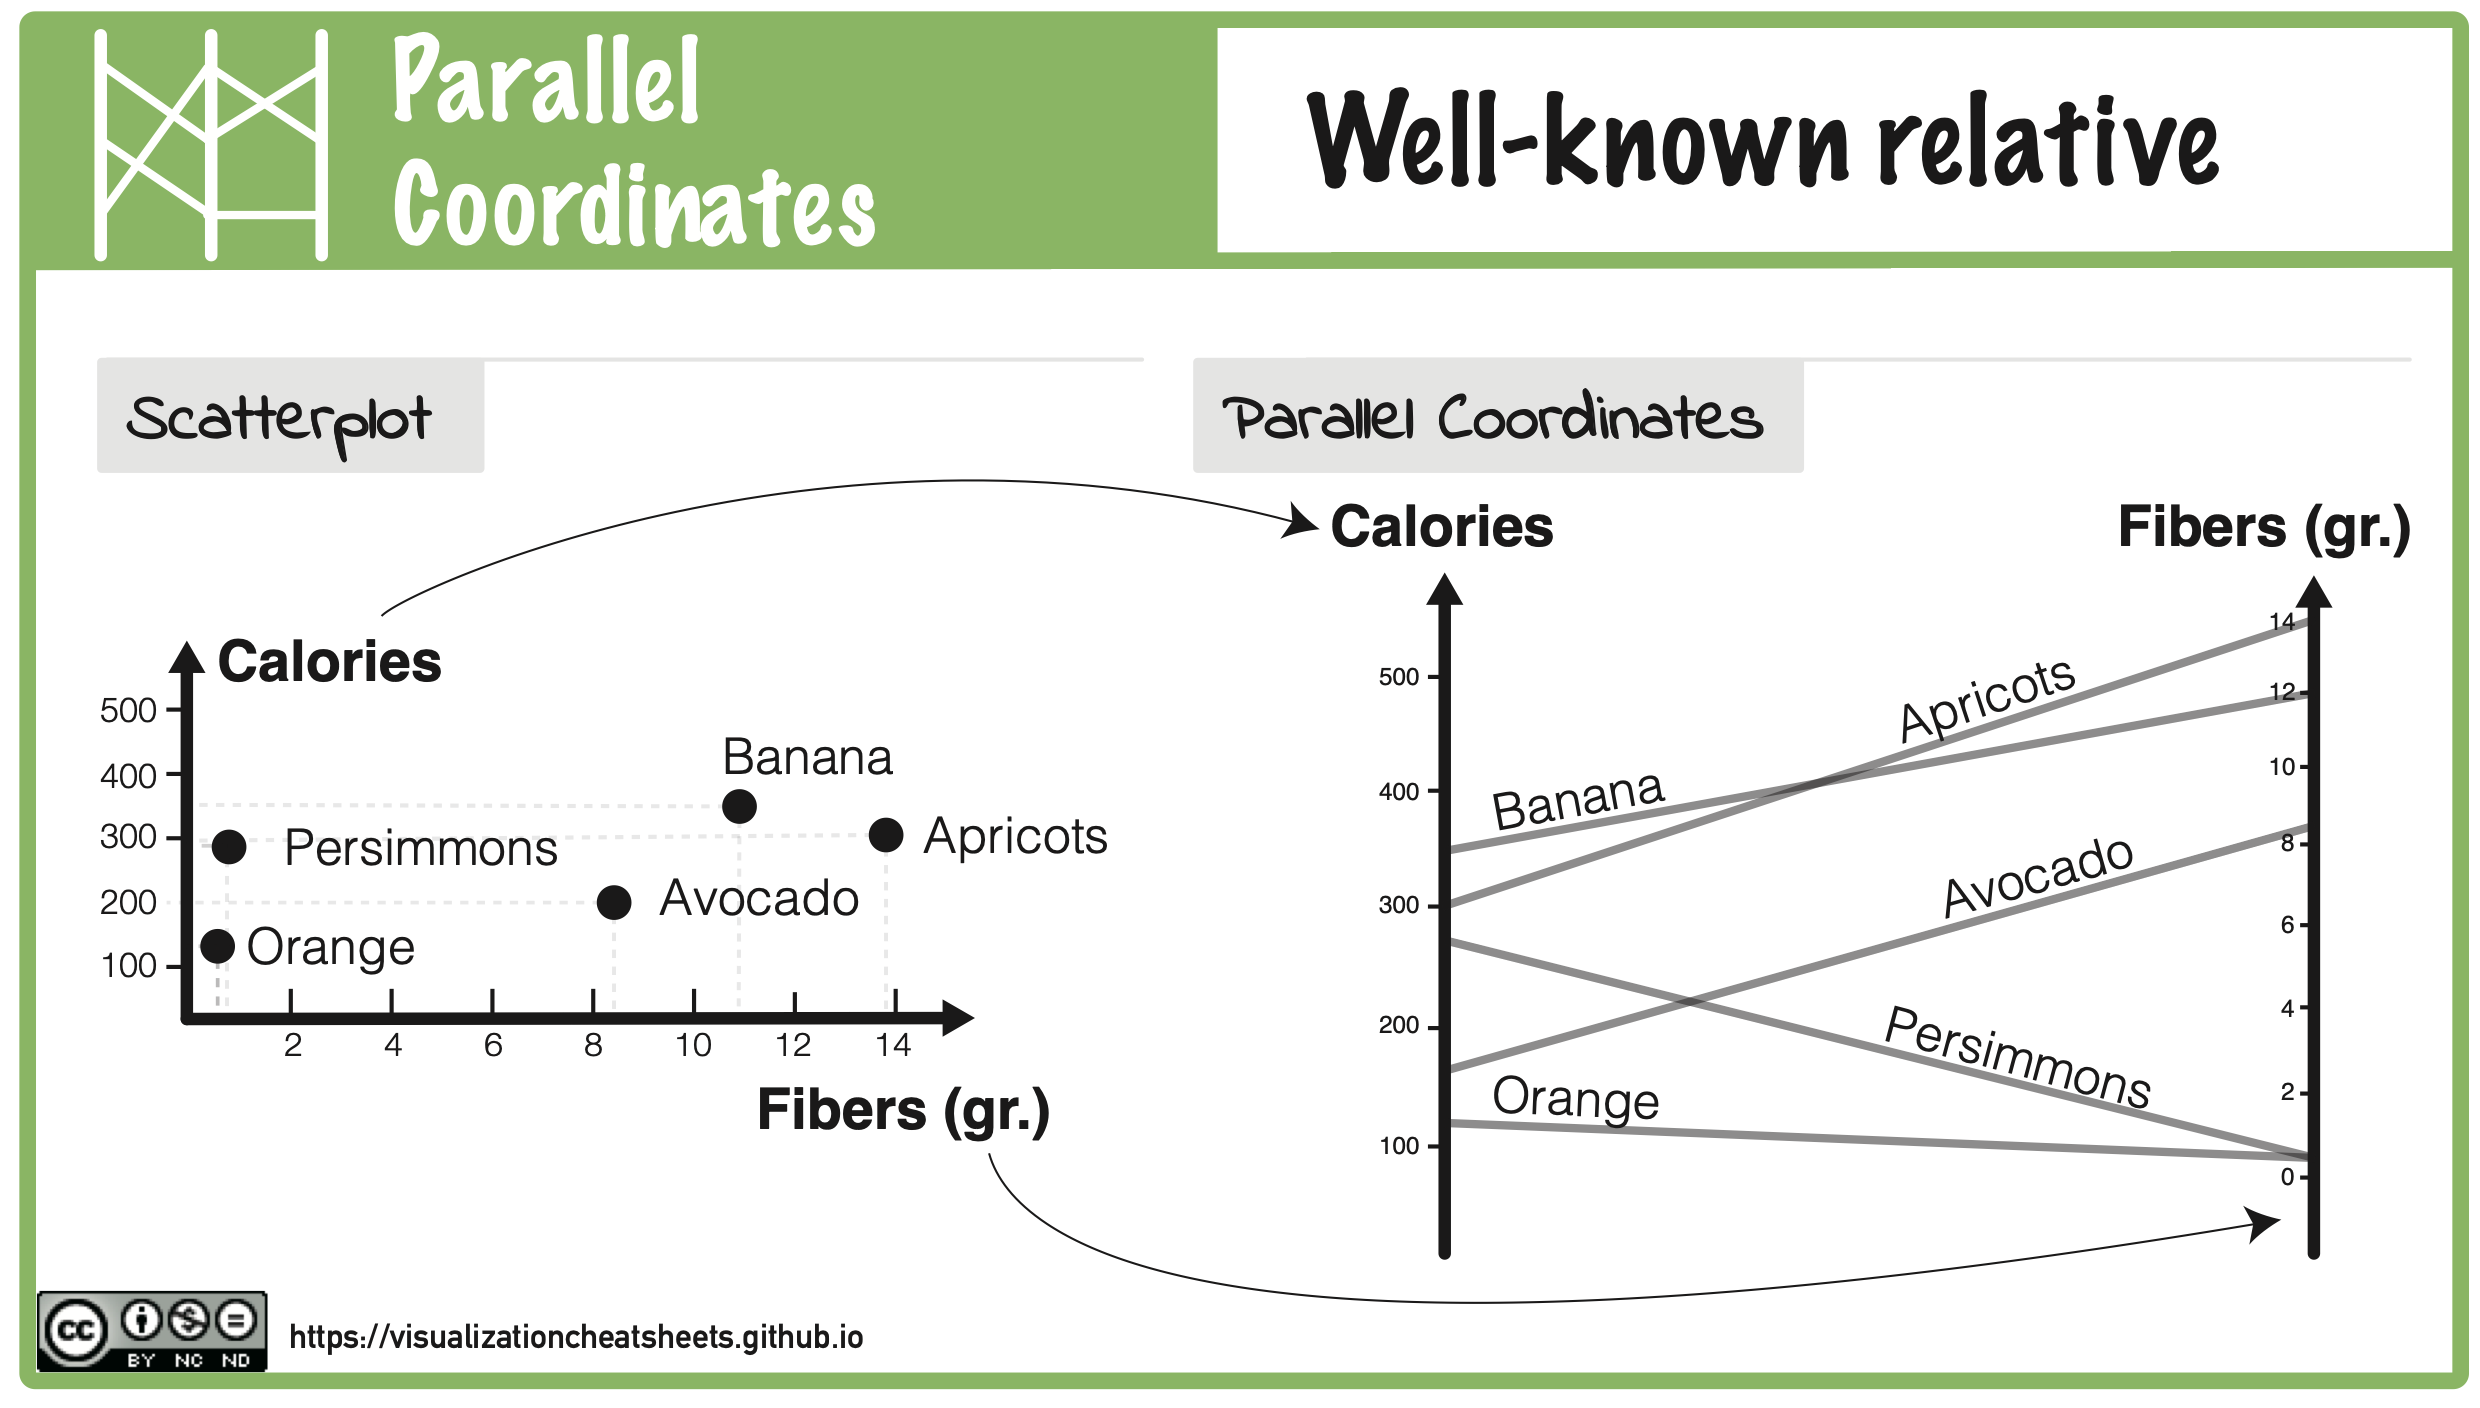 Parallel
Coordinates
Well-known relative
Scatterplot
Parallel Coordinates
Calories
500
400
300
200
100
Banana
Persimmons
Apricots
Avocado
Orange
2 4 6 8 10 12 14
Fibers (gr.)
Calories
Fibers (gr.)
500
400
300
200
100
Apricots
Banana
Avocado
Persimmons
Orange
14
12
10
8
6
4
2
0
cc
BY NC ND
https://visualizationcheatsheets.github.io